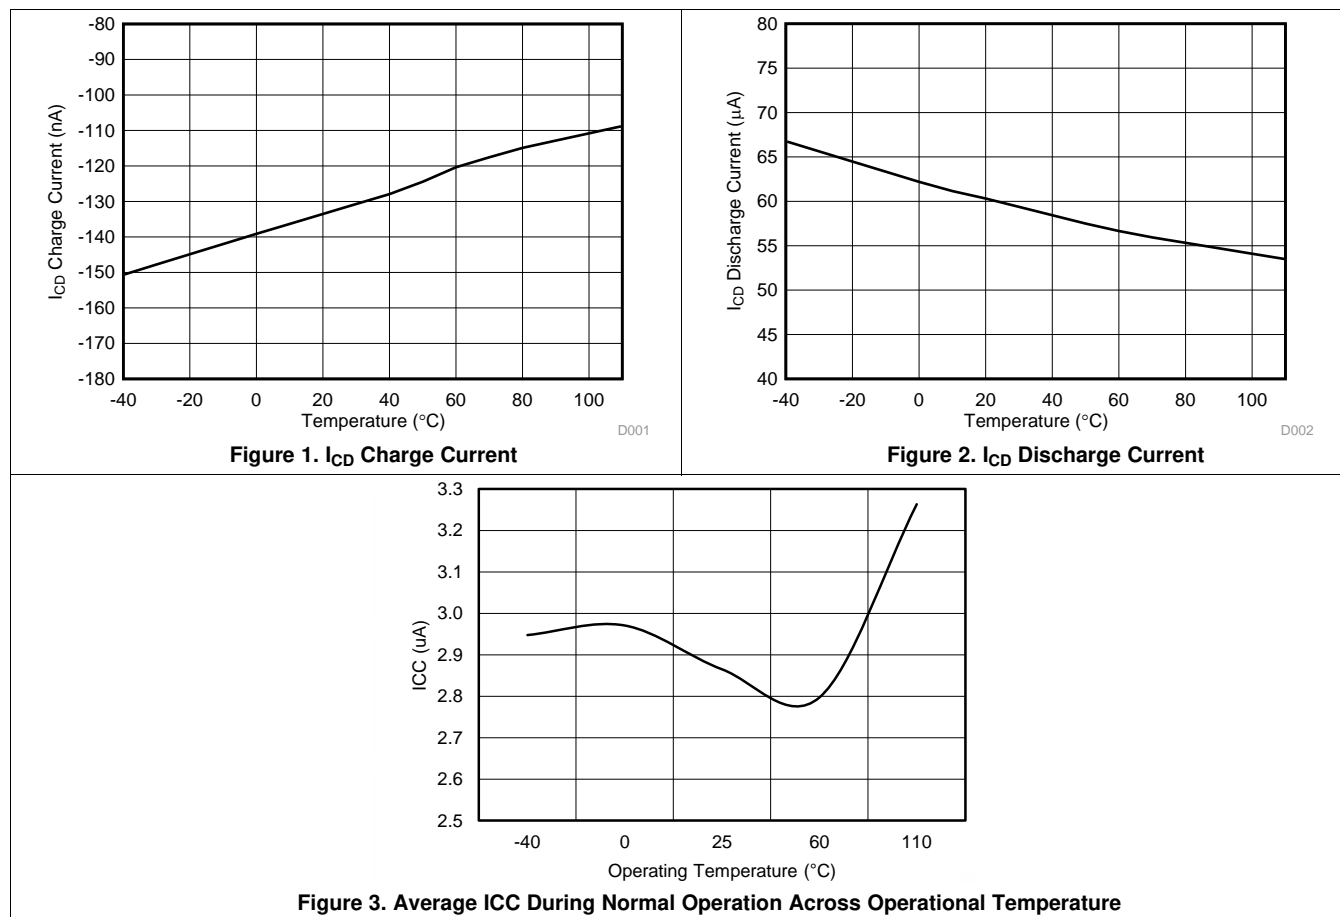 -80
-90
-100
-110
-120
-130
-140
-150
-160
-170
-180
I_CD Charge Current (nA)
-40 -20 0 20 40 60 80 100
Temperature (°C)
D001
Figure 1. I_CD Charge Current
80
75
70
65
60
55
50
45
40
I_CD Discharge Current (µA)
-40 -20 0 20 40 60 80 100
Temperature (°C)
D002
Figure 2. I_CD Discharge Current
3.3
3.2
3.1
3.0
2.9
2.8
2.7
2.6
2.5
ICC (uA)
-40 0 25 60 110
Operating Temperature (°C)
Figure 3. Average ICC During Normal Operation Across Operational Temperature